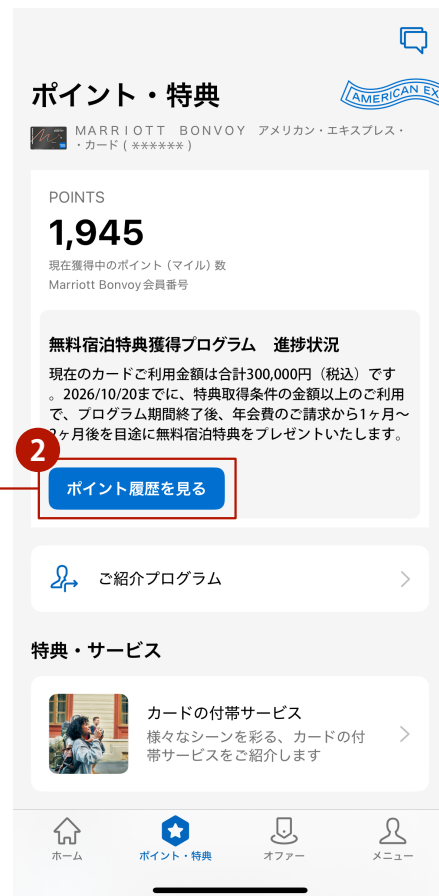 ポイント・特典
AMERICAN EX
MARRIOTT BONVOY アメリカン・エキスプレス・
・カード ( ****** )
POINTS
1,945
現在獲得中のポイント (マイル) 数
Marriott Bonvoy 会員番号
無料宿泊特典獲得プログラム 進捗状況
現在のカードご利用金額は合計300,000円（税込）です
。2026/10/20までに、特典取得条件の金額以上のご利用
で、プログラム期間終了後、年会費のご請求から1ヶ月〜
ヶ月後を目途に無料宿泊特典をプレゼントいたします。
2
ポイント履歴を見る
ご紹介プログラム
特典・サービス
カードの付帯サービス
様々なシーンを彩る、カードの付
帯サービスをご紹介します
ホーム
ポイント・特典
オファー
メニュー